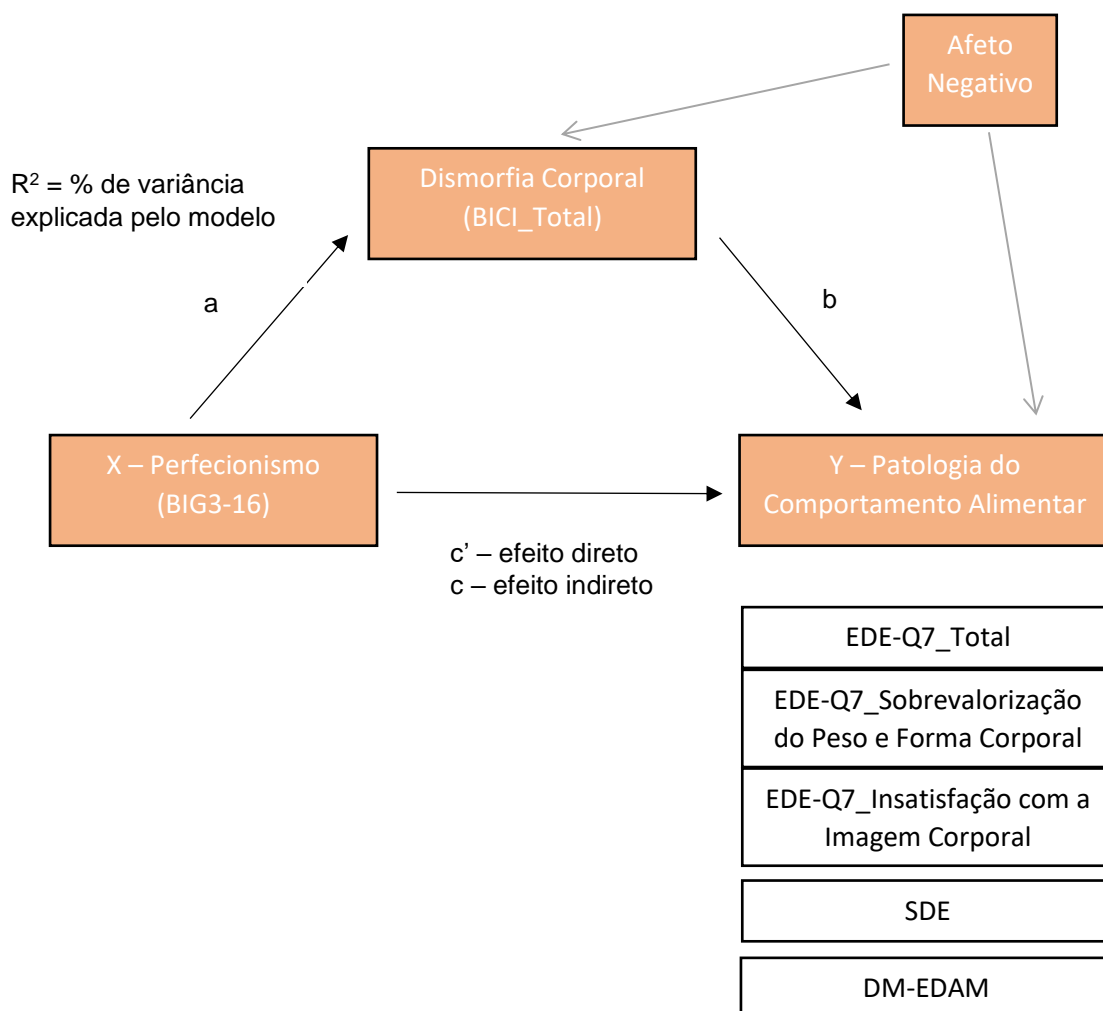 Afeto
Negativo
R² = % de variância
explicada pelo modelo
Dismorfia Corporal
(BICI_Total)
a
b
X – Perfecionismo
(BIG3-16)
Y – Patologia do
Comportamento Alimentar
c’ – efeito direto
c – efeito indireto
EDE-Q7_Total
EDE-Q7_Sobrevalorização
do Peso e Forma Corporal
EDE-Q7_Insatisfação com a
Imagem Corporal
SDE
DM-EDAM